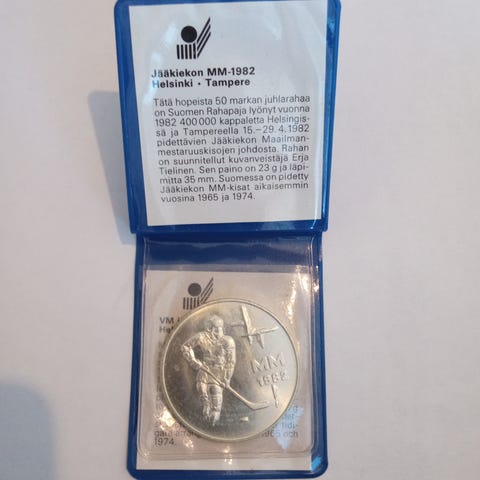 Jääkiekon MM-1982
Helsinki • Tampere
Tätä hopeista 50 markan juhlarahaa
on Suomen Rahapaja lyönyt vuonna
1982 400 000 kappaletta Helsingis-
sä ja Tampereella 15.–29.4.1982
pidettävien Jääkiekon Maailman-
mestaruuskisojen johdosta. Rahan
on suunnitellut kuvanveistäjä Erja
Tielinen. Sen paino on 23 g ja läpi-
mitta 35 mm. Suomessa on pidetty
Jääkiekon MM-kisat aikaisemmin
vuosina 1965 ja 1974.
VM
MM
1982
1965 och
1974.